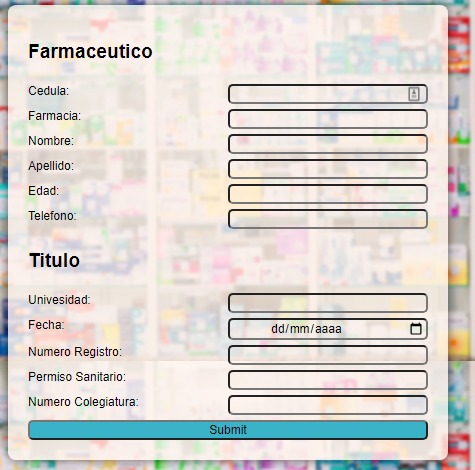 Farmaceutico
Cedula:
Farmacia:
Nombre:
Apellido:
Edad:
Telefono:
Titulo
Univesidad:
Fecha: dd/mm/aaaa
Numero Registro:
Permiso Sanitario:
Numero Colegiatura:
Submit